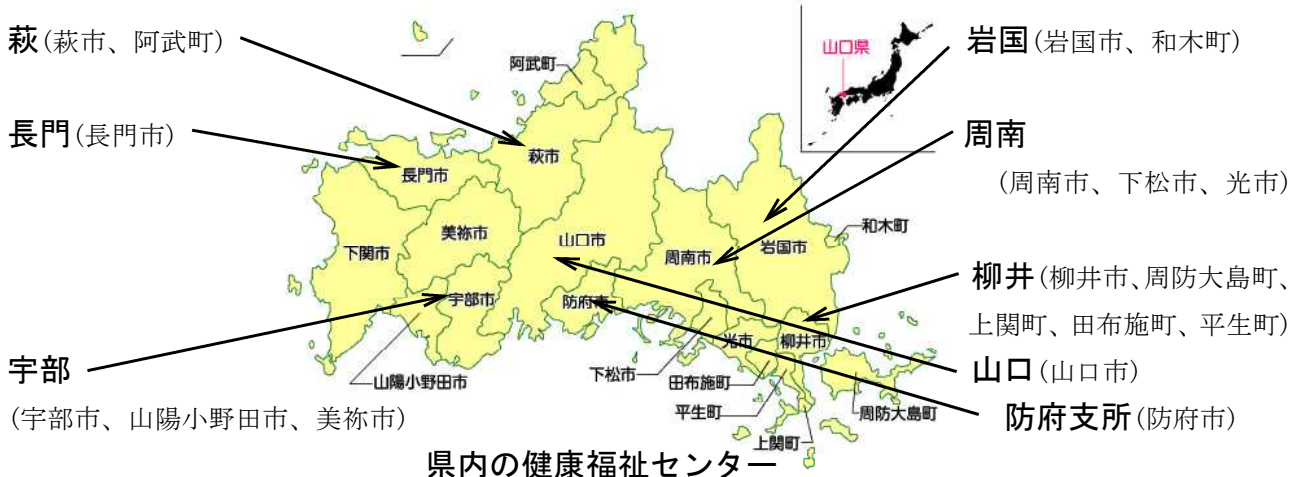 萩(萩市、阿武町)
長門(長門市)
宇部
(宇部市、山陽小野田市、美祢市)
岩国(岩国市、和木町)
周南
(周南市、下松市、光市)
柳井(柳井市、周防大島町、
上関町、田布施町、平生町)
山口(山口市)
防府支所(防府市)
山口県
阿武町
萩市
長門市
美祢市
下関市
山口市
周南市
岩国市
和木町
宇部市
防府市
光市
柳井市
下松市
田布施町
山陽小野田市
平生町
周防大島町
上関町
県内の健康福祉センター